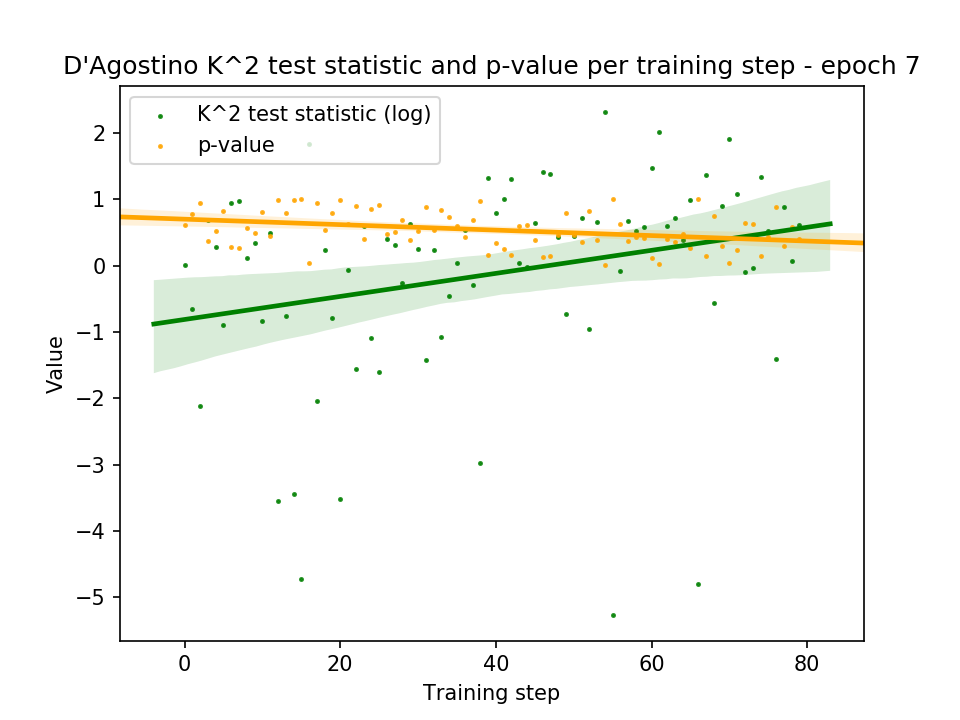 D'Agostino K^2 test statistic and p-value per training step - epoch 7
K^2 test statistic (log)
p-value
2
1
0
−1
−2
−3
−4
−5
Value
0 20 40 60 80
Training step